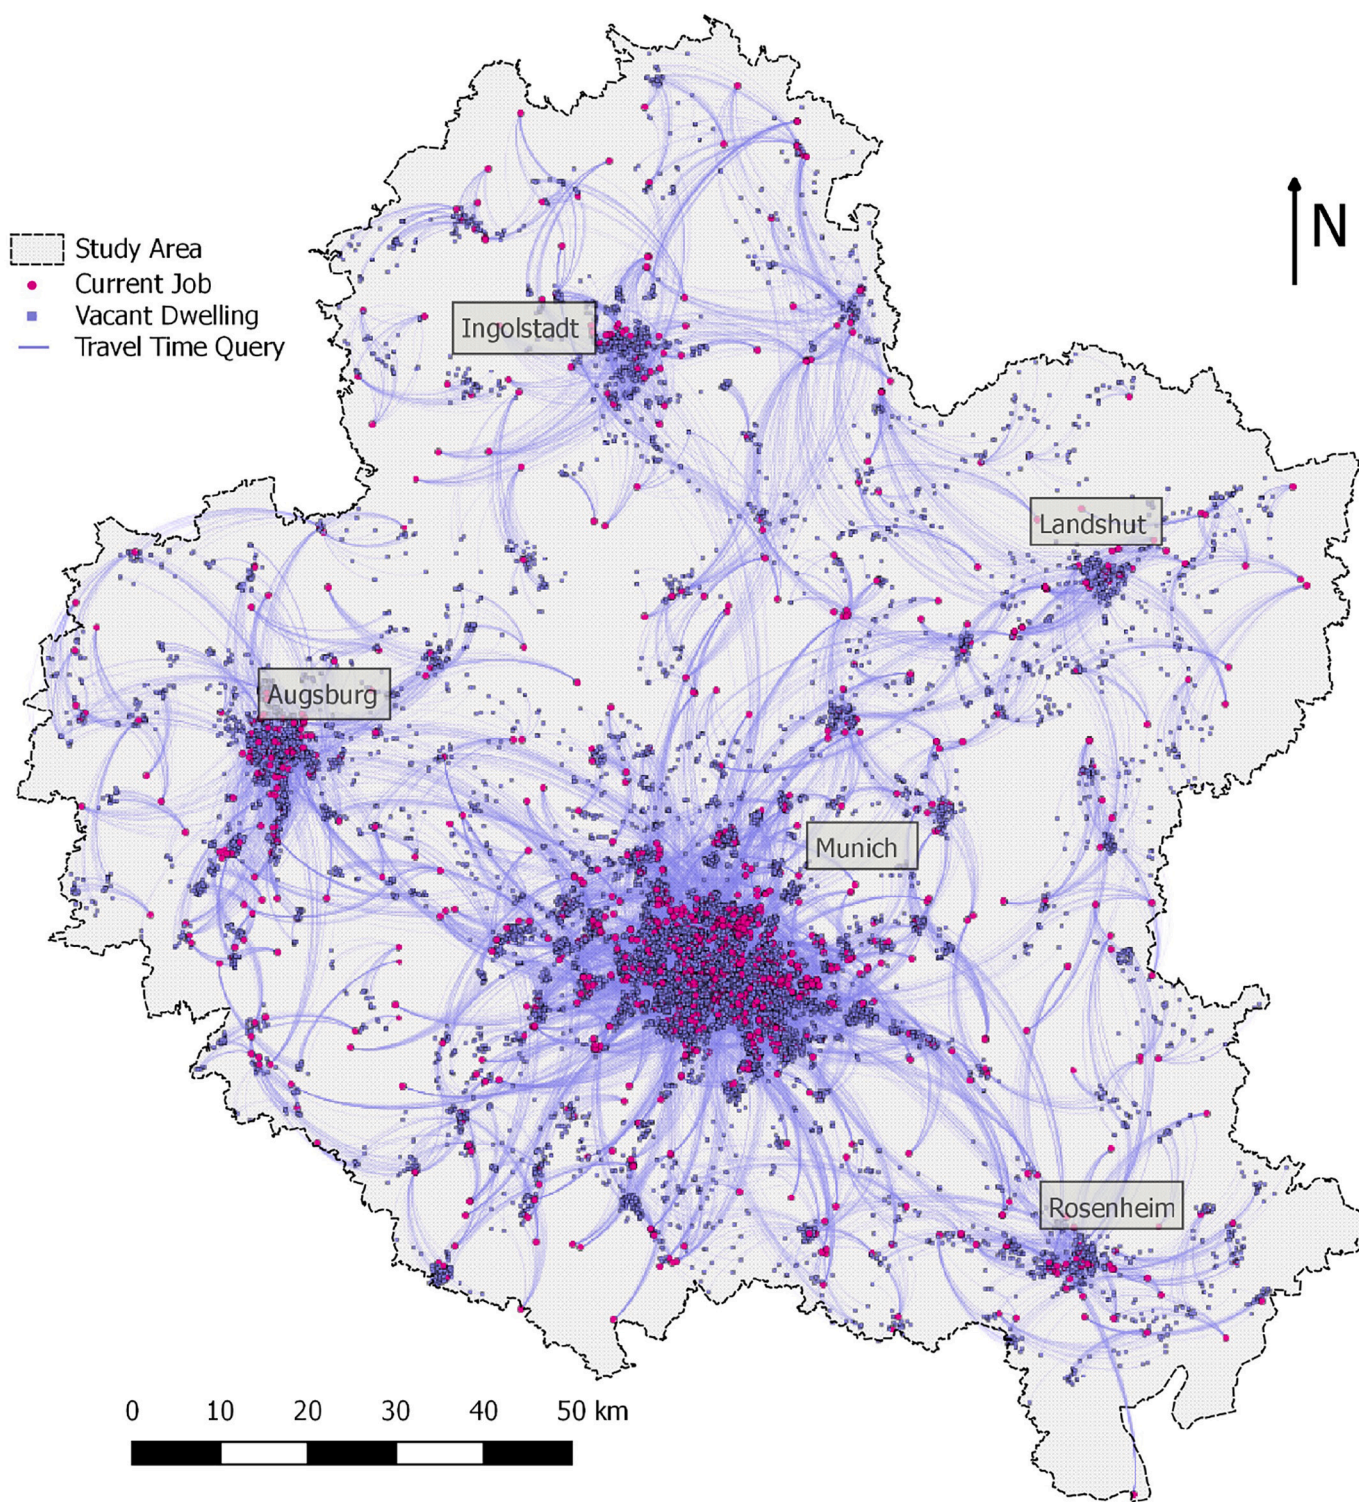 N
Study Area
Current Job
Vacant Dwelling
Travel Time Query
Ingolstadt
Landshut
Augsburg
Munich
Rosenheim
0 10 20 30 40 50 km